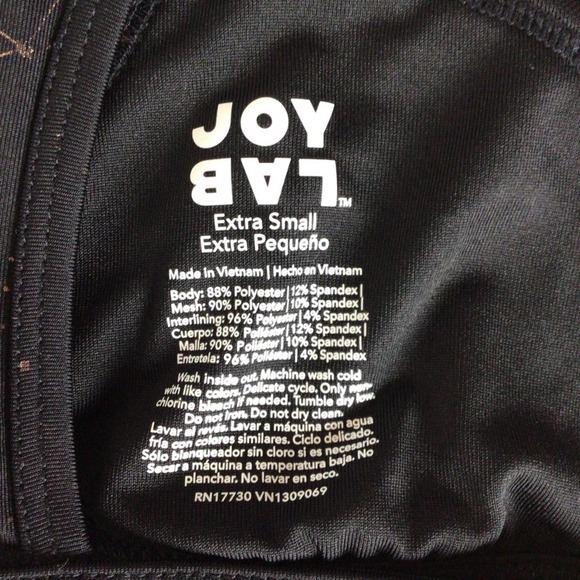 JOY
LAB™
Extra Small
Extra Pequeño
Made in Vietnam | Hecho en Vietnam
Body: 88% Polyester | 12% Spandex |
Mesh: 90% Polyester | 10% Spandex |
Interlining: 96% Polyester | 4% Spandex |
Cuerpo: 88% Poliéster | 12% Spandex |
Malla: 90% Poliéster | 10% Spandex |
Entretela: 96% Poliéster | 4% Spandex
Wash inside out. Machine wash cold
with like colors. Delicate cycle. Only non-
chlorine bleach if needed. Tumble dry low.
Do not Iron. Do not dry clean.
Lavar al revés. Lavar a máquina con agua
fría con colores similares. Ciclo delicado.
Sólo blanqueador sin cloro si es necesario.
Secar a máquina a temperatura baja. No
planchar. No lavar en seco.
RN17730 VN1309069